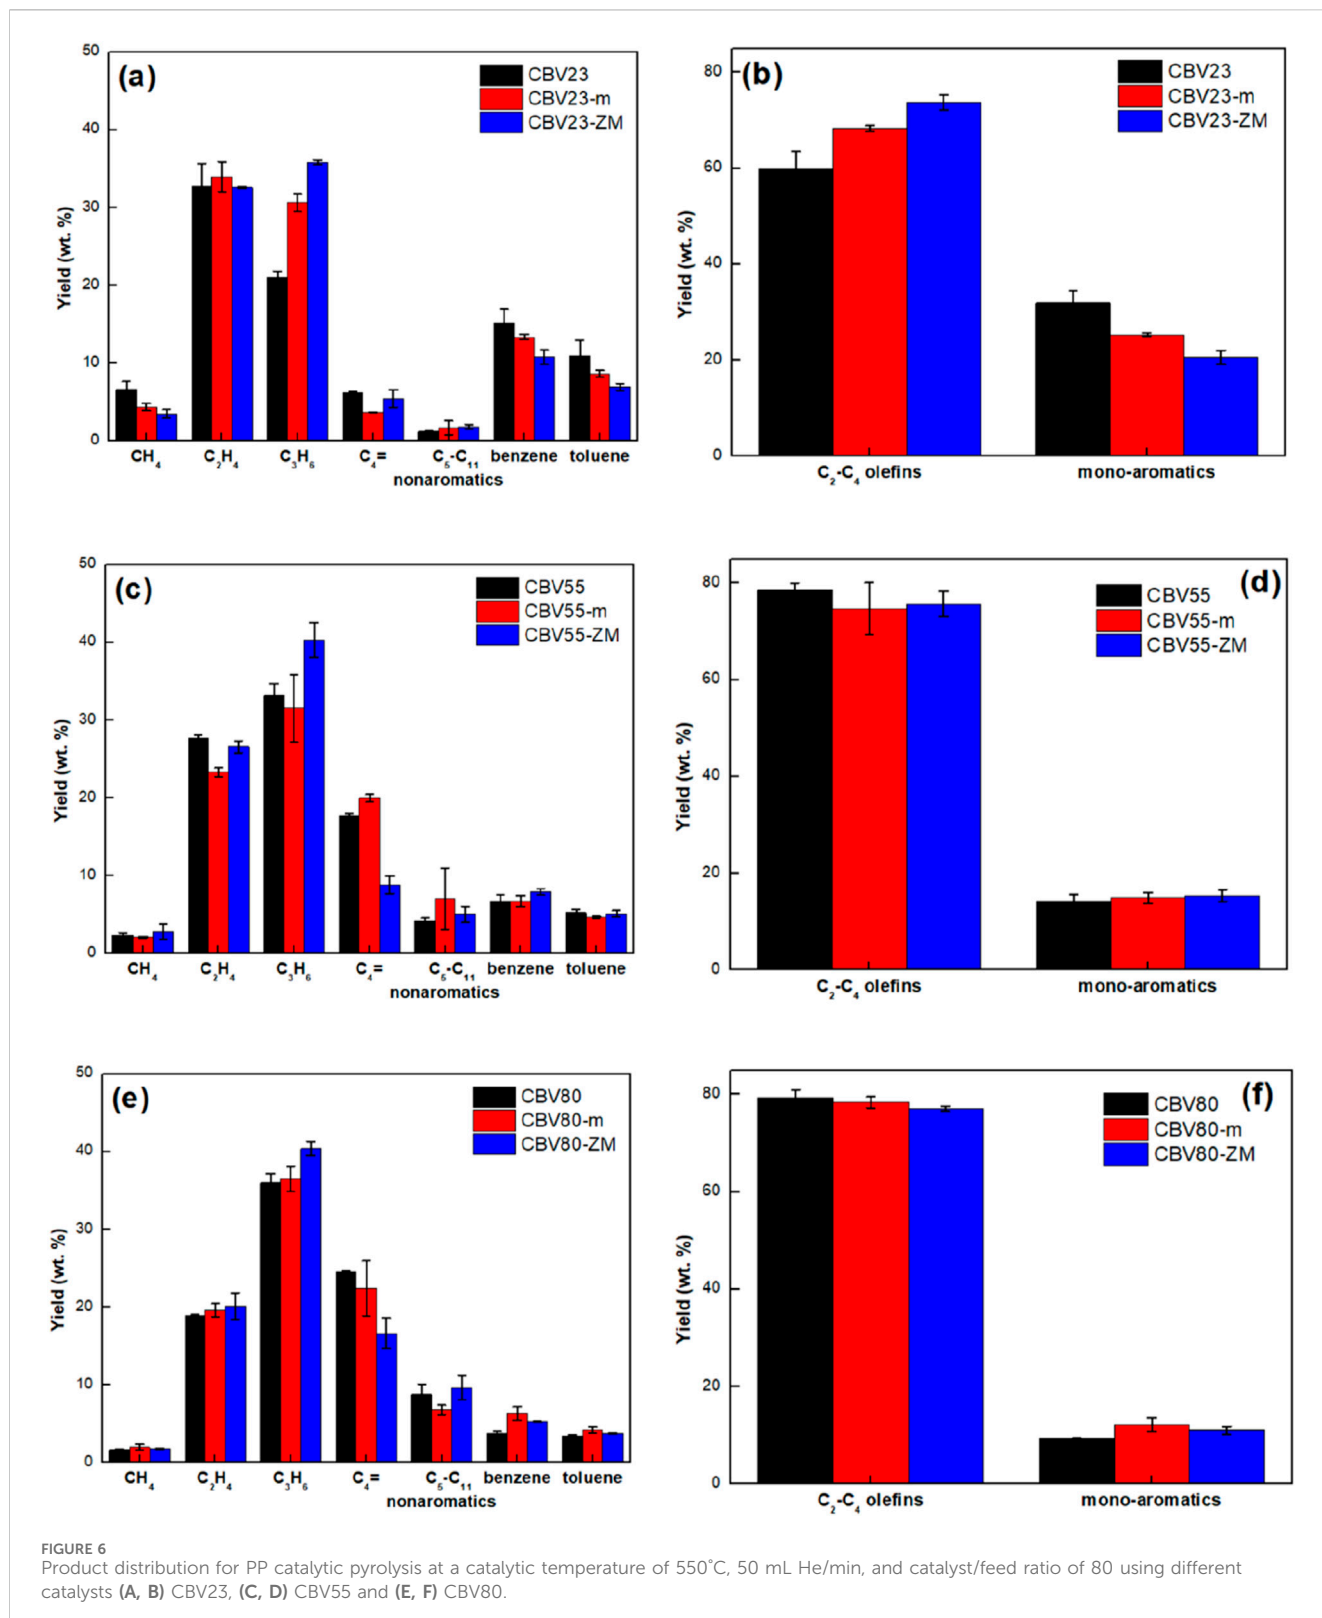 50
40
30
20
10
0
Yield (wt. %)
(a)
CBV23
CBV23-m
CBV23-ZM
CH₄
C₂H₄
C₃H₆
C₄=
C₅-C₁₁
benzene
toluene
nonaromatics
80
60
40
20
0
Yield (wt. %)
(b)
CBV23
CBV23-m
CBV23-ZM
C₂-C₄ olefins
mono-aromatics
50
40
30
20
10
0
Yield (wt. %)
(c)
CBV55
CBV55-m
CBV55-ZM
CH₄
C₂H₄
C₃H₆
C₄=
C₅-C₁₁
benzene
toluene
nonaromatics
80
60
40
20
0
Yield (wt. %)
CBV55
CBV55-m
CBV55-ZM
(d)
C₂-C₄ olefins
mono-aromatics
50
40
30
20
10
0
Yield (wt. %)
(e)
CBV80
CBV80-m
CBV80-ZM
CH₄
C₂H₄
C₃H₆
C₄=
C₅-C₁₁
benzene
toluene
nonaromatics
80
60
40
20
0
Yield (wt. %)
CBV80
CBV80-m
CBV80-ZM
(f)
C₂-C₄ olefins
mono-aromatics
FIGURE 6
Product distribution for PP catalytic pyrolysis at a catalytic temperature of 550°C, 50 mL He/min, and catalyst/feed ratio of 80 using different
catalysts (A, B) CBV23, (C, D) CBV55 and (E, F) CBV80.